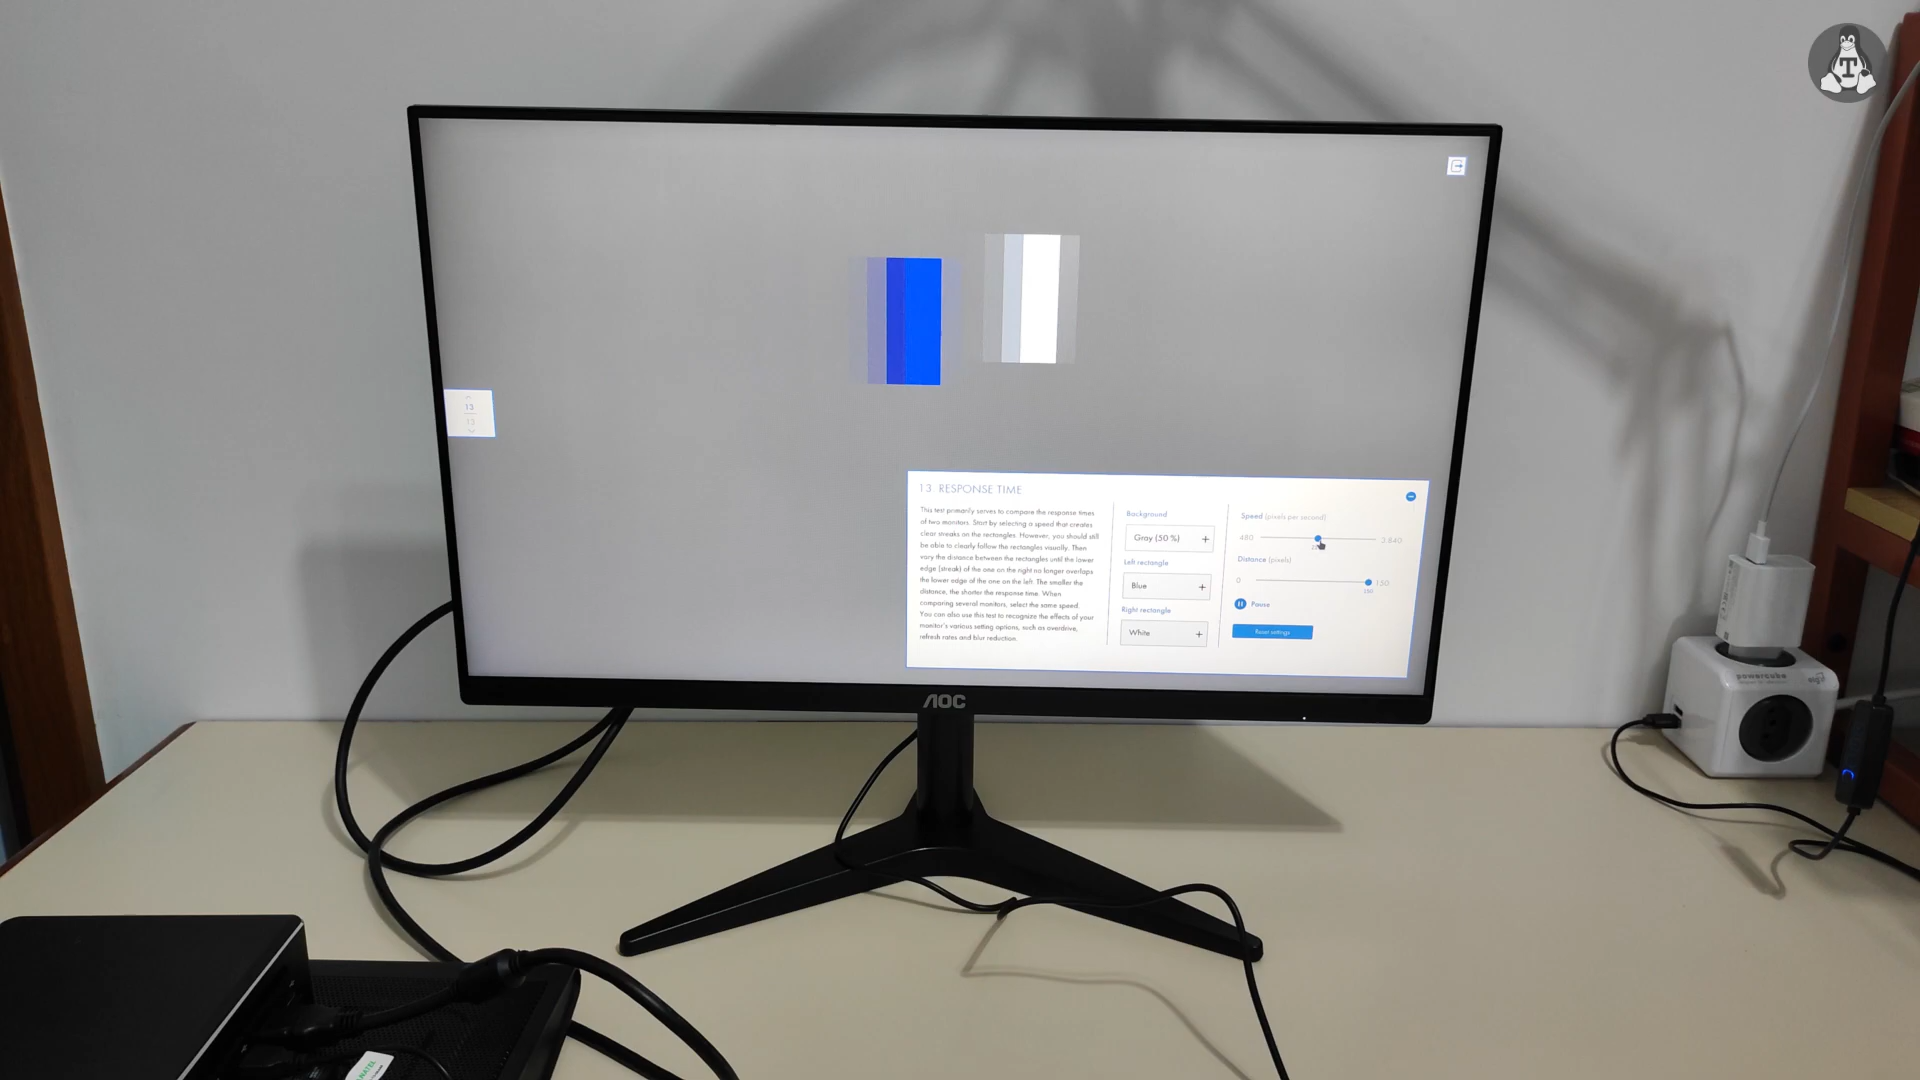 T
13
13
13 RESPONSE TIME
This test primarily serves to compare the response times
of two monitors. Start by selecting a speed that creates
clear streaks on the rectangles. However, you should still
be able to clearly follow the rectangles visually. Then
vary the distance between the rectangles until the lower
edge (streak) of the one on the right no longer overlaps
the lower edge of the one on the left. The smaller the
distance, the shorter the response time. When
comparing several monitors, select the same speed.
You can also use this test to recognize the effects of your
monitor's various setting options, such as overdrive,
refresh rates and blur reduction.
Background
Gray (50 %) +
Left rectangle
Blue +
Right rectangle
White +
Speed (pixels per second)
480 3.840
Distance (pixels)
0 150
150
Pause
Reset settings
AOC
powercube